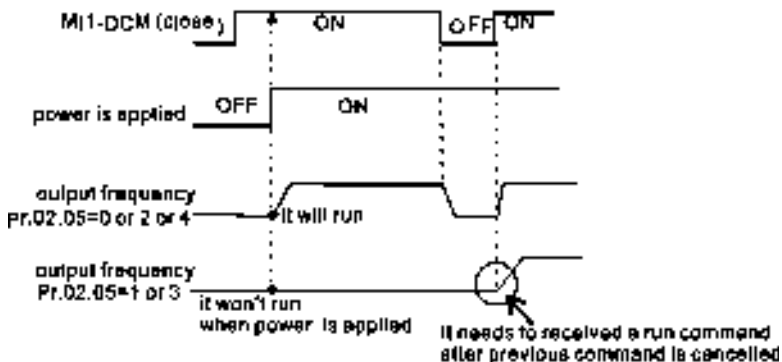 MI1-DCM (close)
ON
OFF
ON
power is applied
OFF
ON
output frequency
Pr.02.05=0 or 2 or 4
it will run
output frequency
Pr.02.05=1 or 3
it won't run
when power is applied
It needs to received a run command
after previous command is cancelled